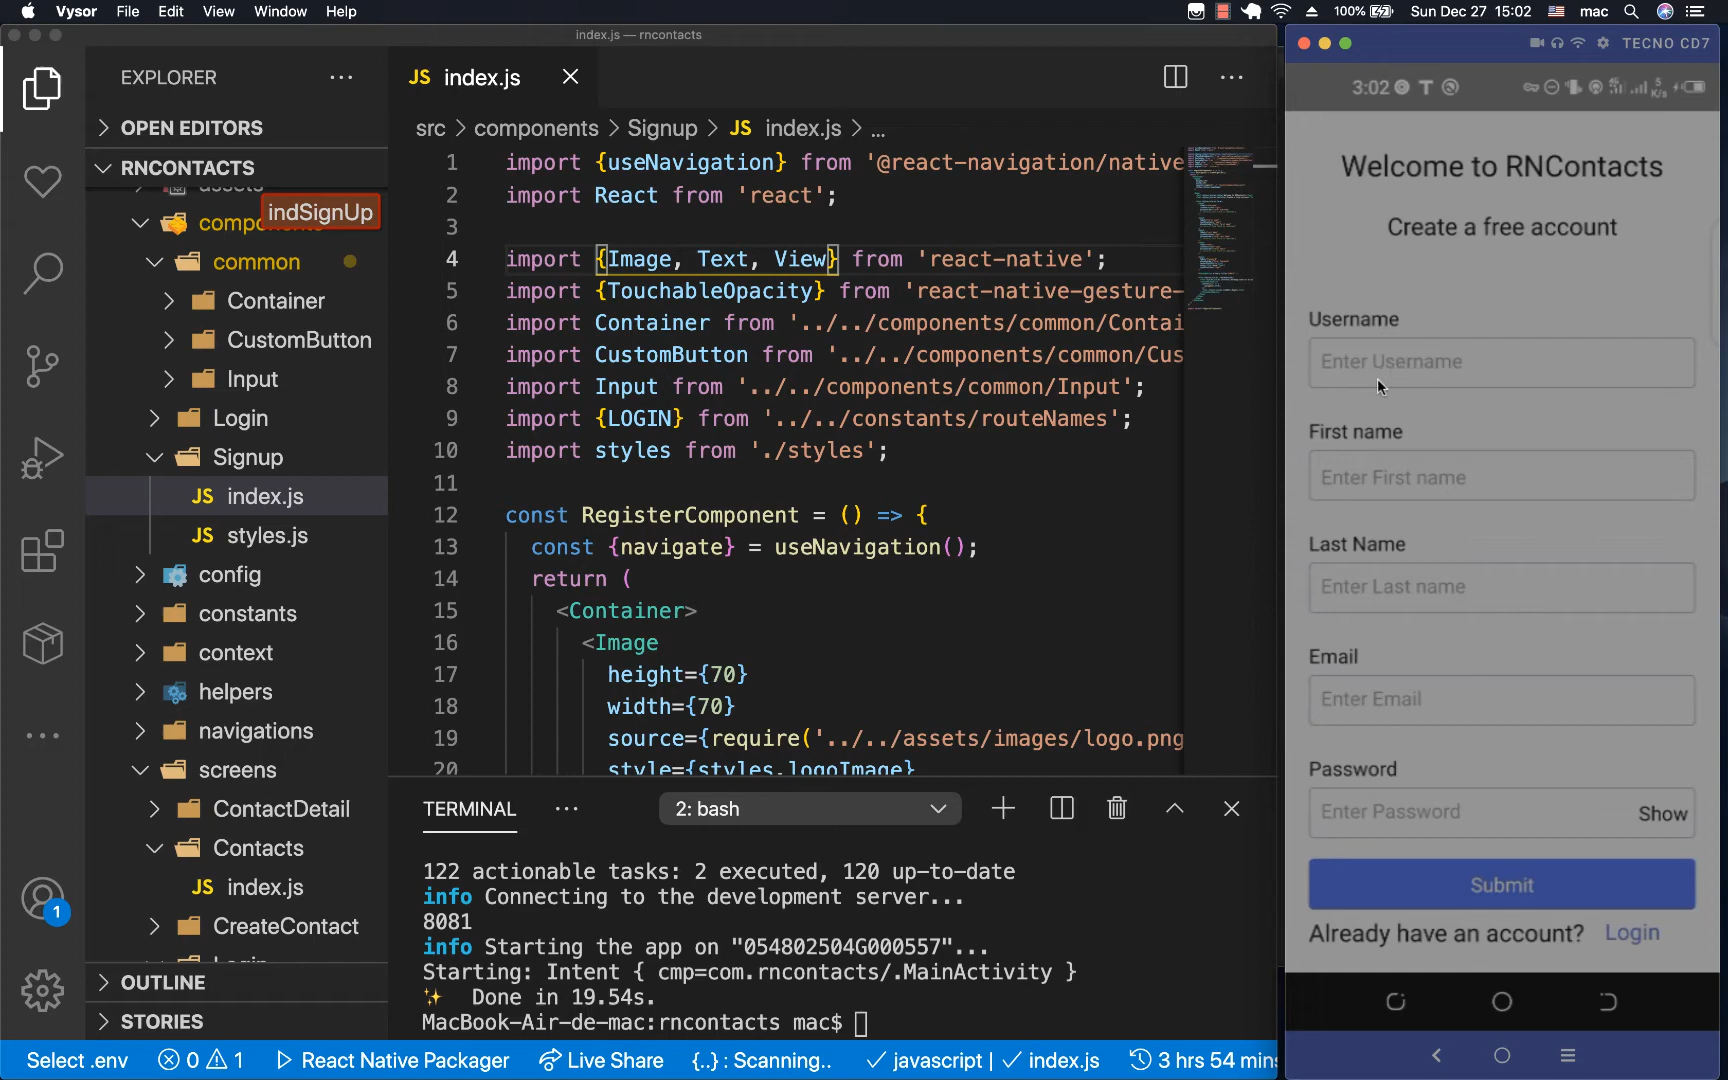 Vysor File Edit View Window Help
100% Sun Dec 27 15:02 mac
index.js — rncontacts
TECNO CD7
EXPLORER
JS index.js
3:02
OPEN EDITORS
src > components > Signup > JS index.js > ...
RNCONTACTS
indSignUp
common
Container
CustomButton
Input
Login
Signup
JS index.js
JS styles.js
config
constants
context
helpers
navigations
screens
ContactDetail
Contacts
JS index.js
CreateContact
OUTLINE
STORIES
1 import {useNavigation} from '@react-navigation/native
2 import React from 'react';
3
4 import {Image, Text, View} from 'react-native';
5 import {TouchableOpacity} from 'react-native-gesture-
6 import Container from '../../components/common/Contai
7 import CustomButton from '../../components/common/Cus
8 import Input from '../../components/common/Input';
9 import {LOGIN} from '../../constants/routeNames';
10 import styles from './styles';
11
12 const RegisterComponent = () => {
13 const {navigate} = useNavigation();
14 return (
15 <Container>
16 <Image
17 height={70}
18 width={70}
19 source={require('../../assets/images/logo.png
20 style={styles.logoImage}
TERMINAL
2: bash
122 actionable tasks: 2 executed, 120 up-to-date
info Connecting to the development server...
8081
info Starting the app on "054802504G000557"...
Starting: Intent { cmp=com.rncontacts/.MainActivity }
✨ Done in 19.54s.
MacBook-Air-de-mac:rncontacts mac$
1
Select .env 0 1 React Native Packager Live Share {..} : Scanning.. javascript | index.js 3 hrs 54 mins
Welcome to RNContacts
Create a free account
Username
Enter Username
First name
Enter First name
Last Name
Enter Last name
Email
Enter Email
Password
Enter Password Show
Submit
Already have an account? Login